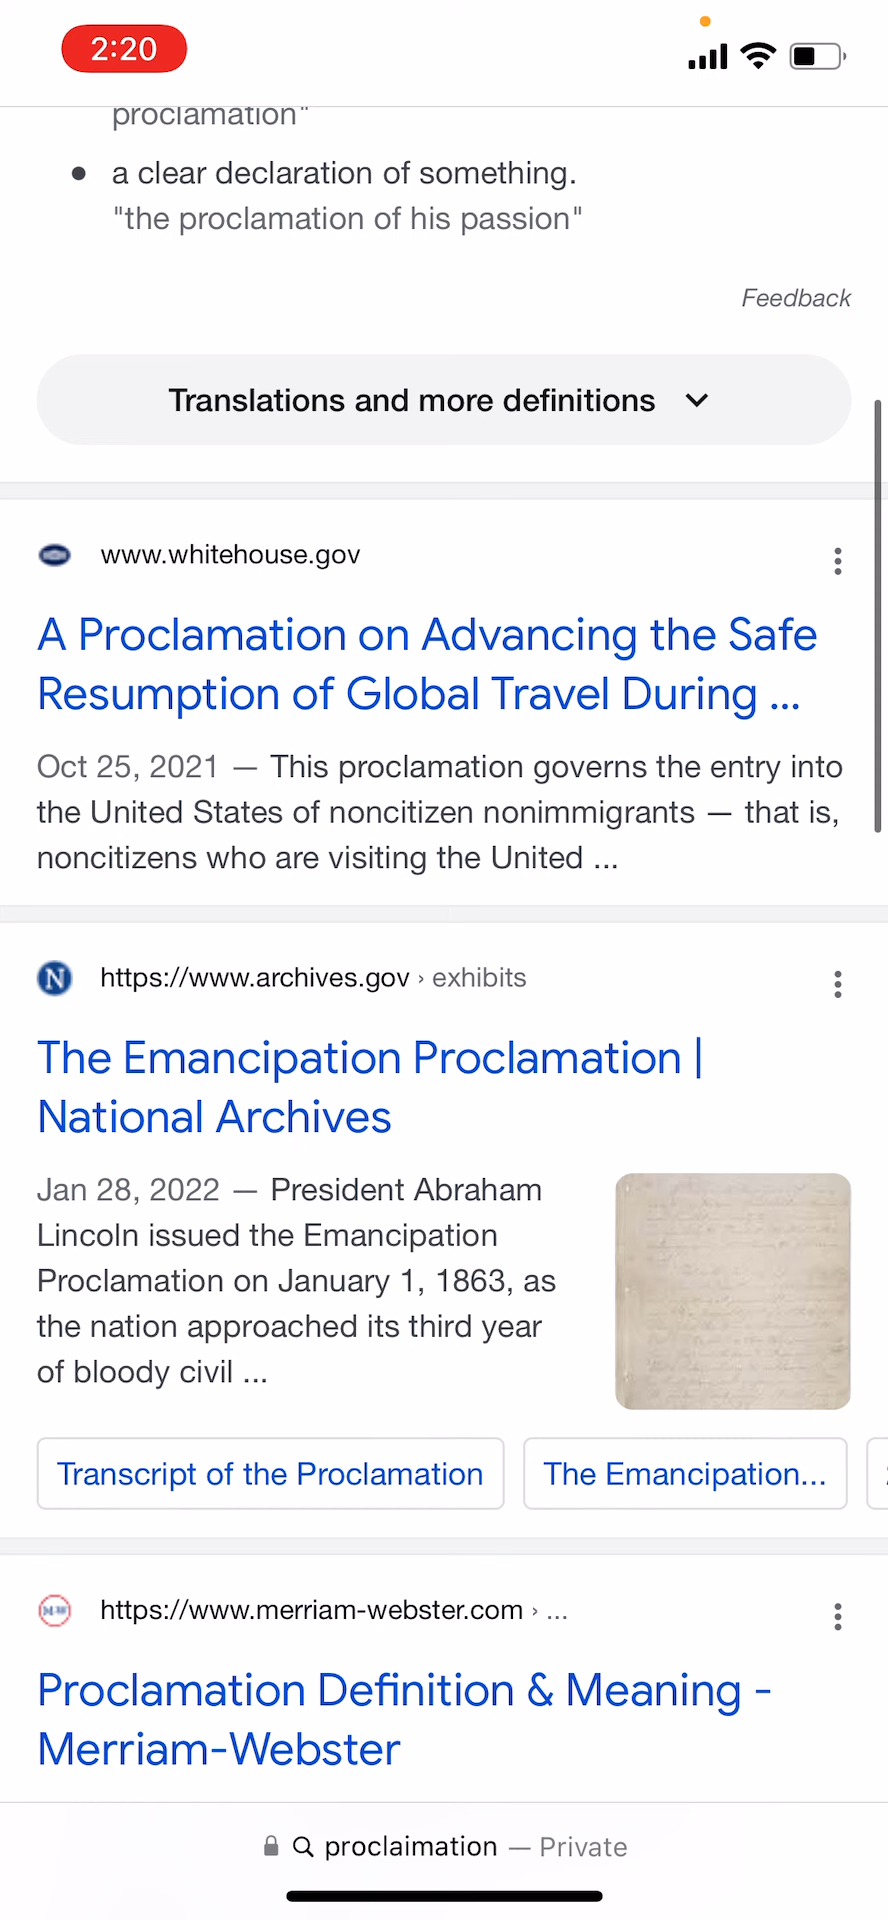 2:20
proclamation"
● a clear declaration of something.
"the proclamation of his passion"
Feedback
Translations and more definitions
www.whitehouse.gov
A Proclamation on Advancing the Safe
Resumption of Global Travel During ...
Oct 25, 2021 — This proclamation governs the entry into
the United States of noncitizen nonimmigrants — that is,
noncitizens who are visiting the United ...
N https://www.archives.gov › exhibits
The Emancipation Proclamation |
National Archives
Jan 28, 2022 — President Abraham
Lincoln issued the Emancipation
Proclamation on January 1, 1863, as
the nation approached its third year
of bloody civil ...
Transcript of the Proclamation
The Emancipation...
https://www.merriam-webster.com › ...
Proclamation Definition & Meaning -
Merriam-Webster
proclaimation — Private